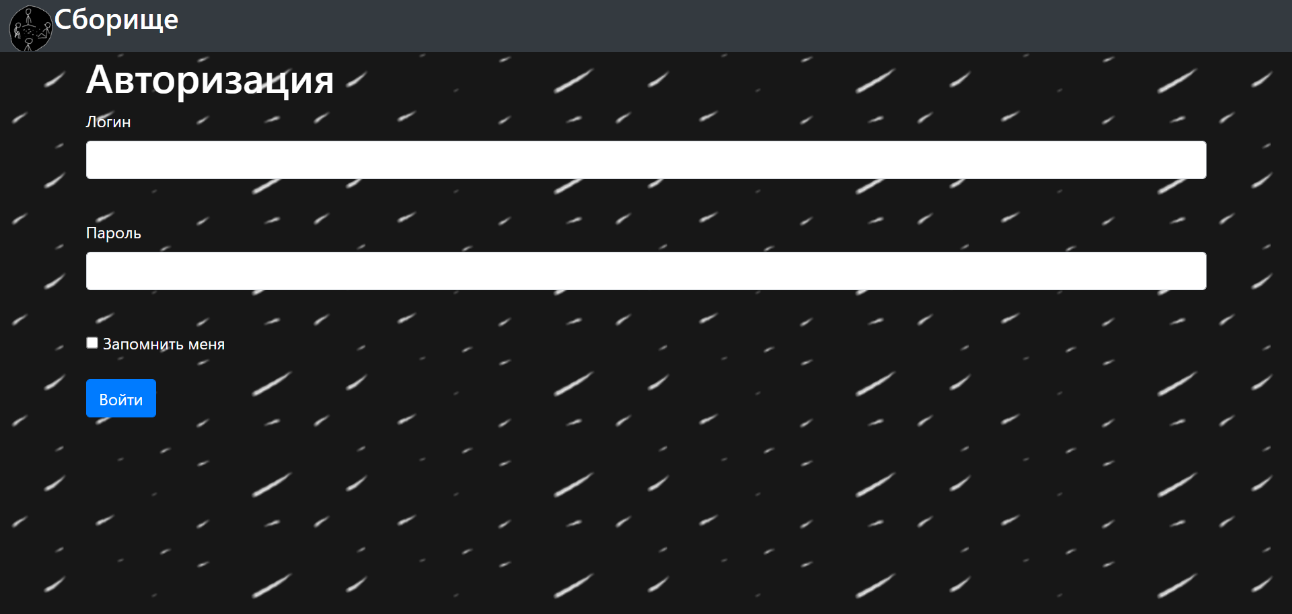 Сборище
Авторизация
Логин
Пароль
Запомнить меня
Войти